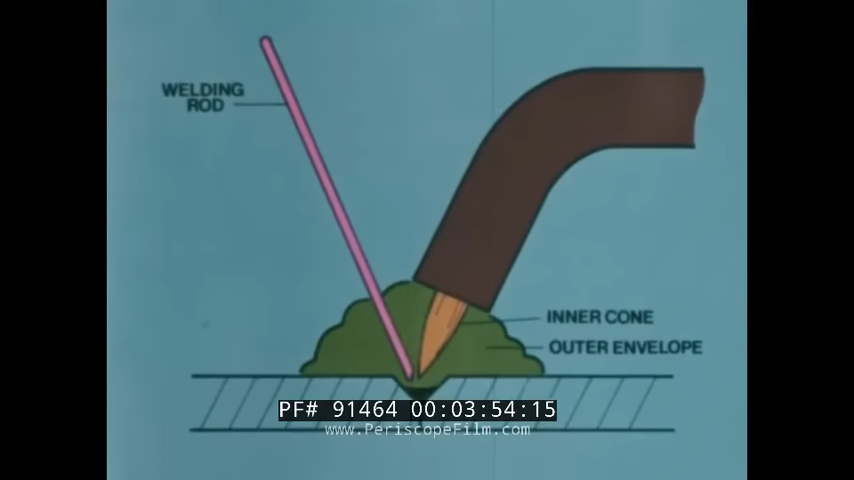 WELDING
ROD
INNER CONE
OUTER ENVELOPE
PF# 91464 00:03:54:15
www.PeriscopeFilm.com